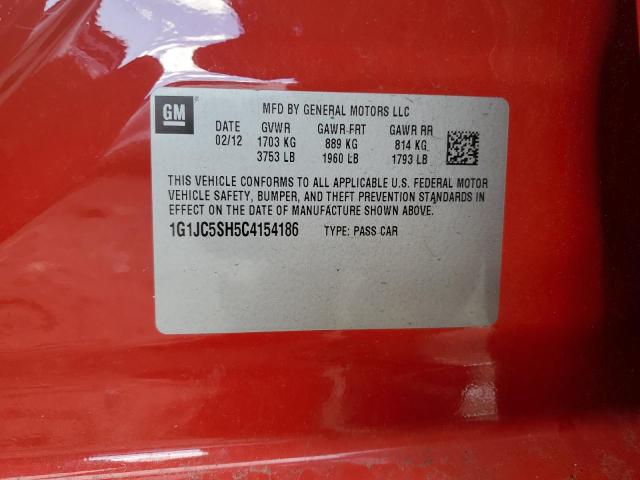 GM
MFD BY GENERAL MOTORS LLC
DATE GVWR GAWR FRT GAWR RR
02/12 1703 KG 889 KG 814 KG
3753 LB 1960 LB 1793 LB
THIS VEHICLE CONFORMS TO ALL APPLICABLE U.S. FEDERAL MOTOR
VEHICLE SAFETY, BUMPER, AND THEFT PREVENTION STANDARDS IN
EFFECT ON THE DATE OF MANUFACTURE SHOWN ABOVE.
1G1JC5SH5C4154186 TYPE: PASS CAR